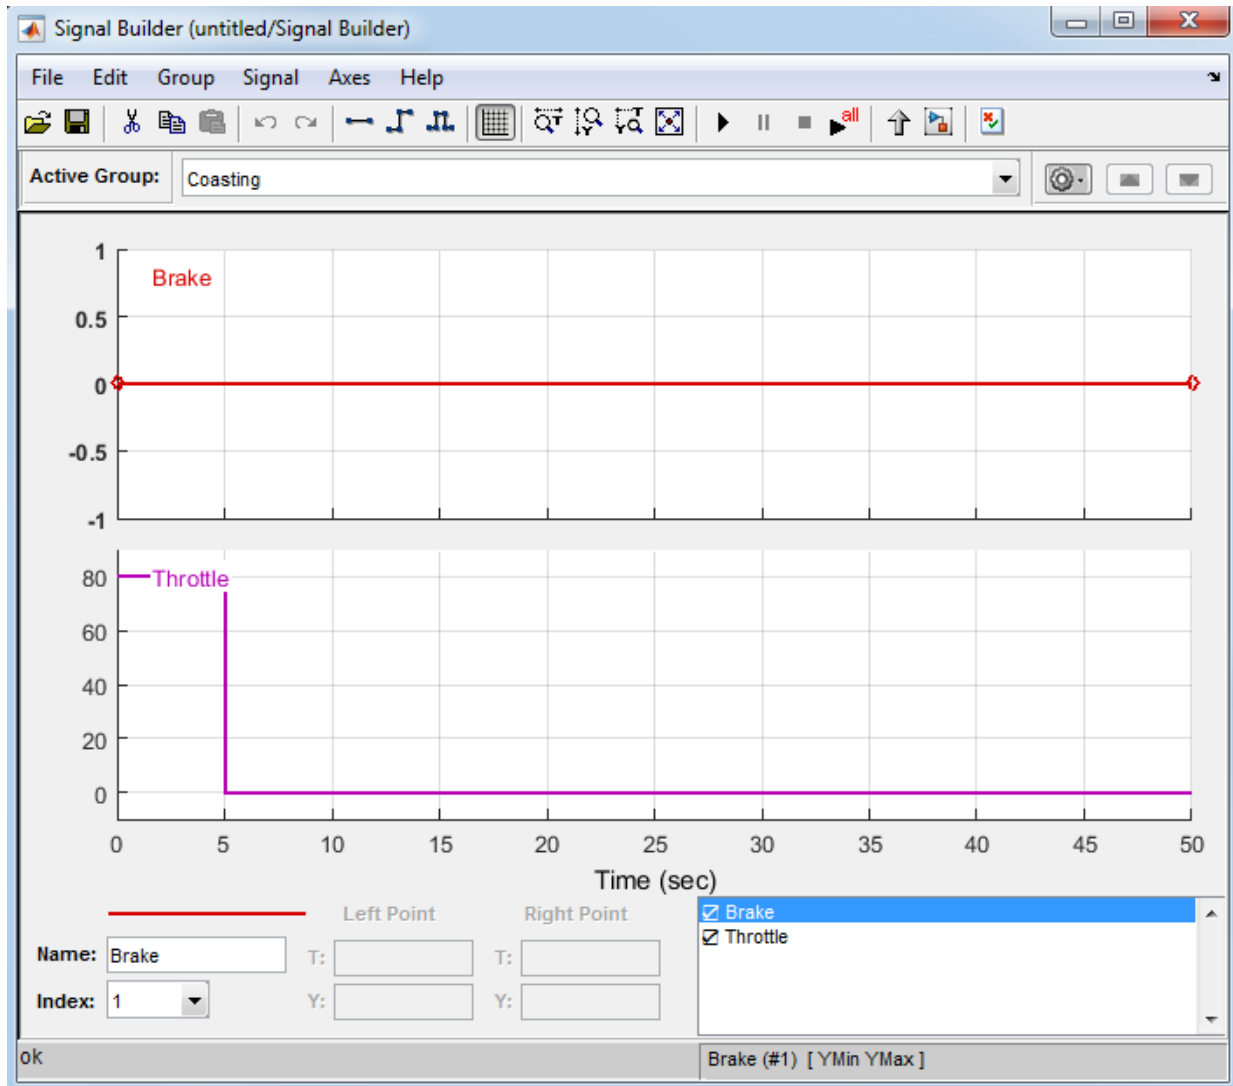 Signal Builder (untitled/Signal Builder)
File Edit Group Signal Axes Help
all
Active Group: Coasting
1
Brake
0.5
0
-0.5
-1
80
Throttle
60
40
20
0
0 5 10 15 20 25 30 35 40 45 50
Time (sec)
Left Point Right Point
Brake
Throttle
Name: Brake
T: T:
Index: 1
Y: Y:
ok
Brake (#1) [ YMin YMax ]